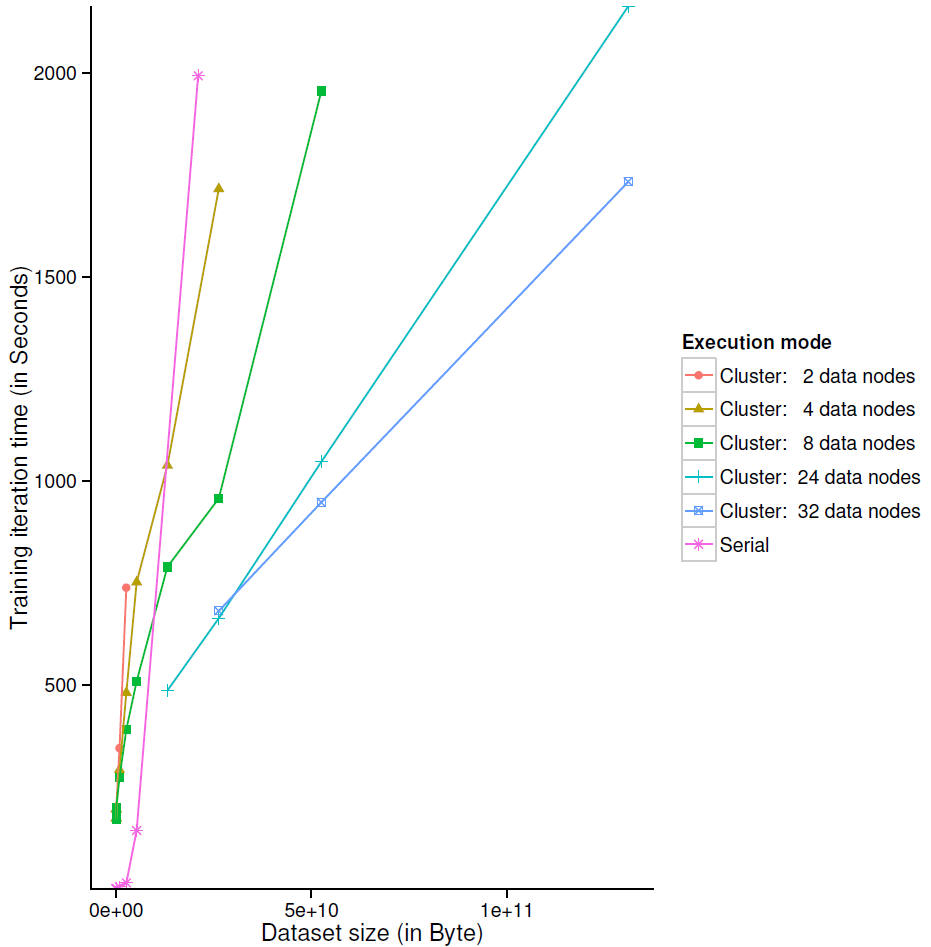 2000
1500
1000
500
Training iteration time (in Seconds)
0e+00
5e+10
1e+11
Dataset size (in Byte)
Execution mode
Cluster: 2 data nodes
Cluster: 4 data nodes
Cluster: 8 data nodes
Cluster: 24 data nodes
Cluster: 32 data nodes
Serial